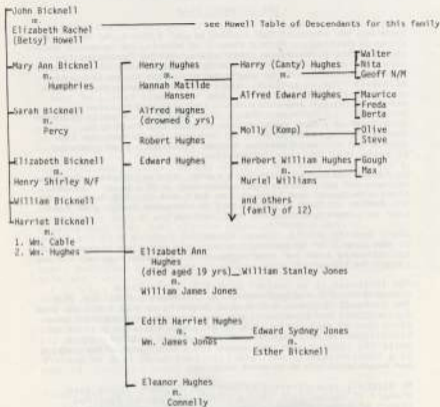 John Bicknell
m.
Elizabeth Rachel
(Betsy) Howell
see Howell Table of Descendants for this family
Mary Ann Bicknell
m.
Humphries
Sarah Bicknell
m.
Percy
Elizabeth Bicknell
m.
Henry Shirley N/F
William Bicknell
Harriet Bicknell
1. Wm. Cable
2. Wm. Hughes
Henry Hughes
m.
Hannah Matilde
Hansen
Alfred Hughes
(drowned 6 yrs)
Robert Hughes
Edward Hughes
Elizabeth Ann
Hughes
(died aged 19 yrs) William Stanley Jones
m.
William James Jones
Edith Harriet Hughes
m.
Wm. James Jones
Edward Sydney Jones
m.
Esther Bicknell
Eleanor Hughes
m.
Connelly
Harry (Canty) Hughes
m.
Walter
Nita
Geoff N/M
Alfred Edward Hughes
Maurice
Freda
Berta
Molly (Komp)
Olive
Steve
Herbert William Hughes
m.
Muriel Williams
Gough
Max
and others
(family of 12)